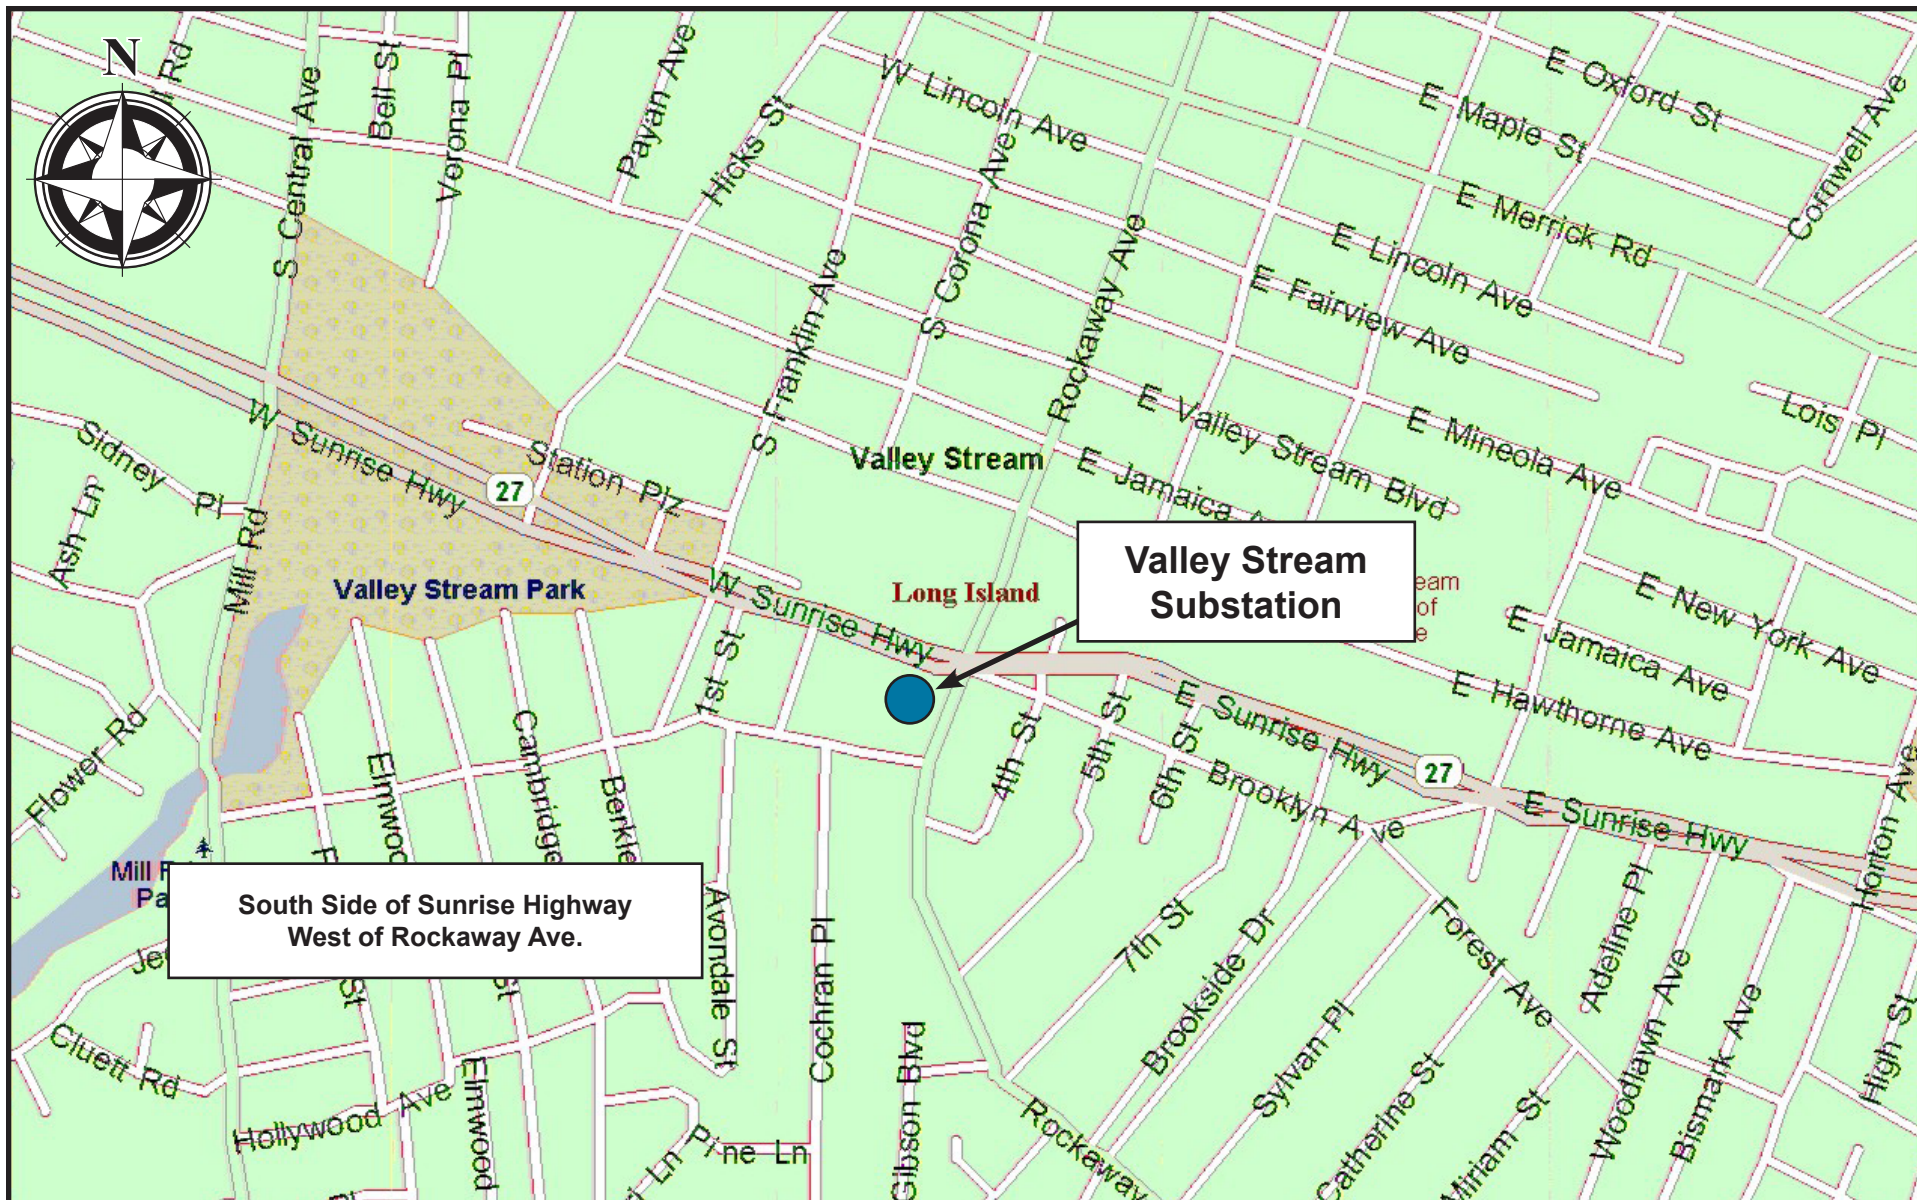 N
S Central Ave
Bell St
Verona Pl
Payan Ave
Hicks St
W Lincoln Ave
E Oxford St
E Maple St
Cornwell Ave
E Merrick Rd
S Corona Ave
E Lincoln Ave
Rockaway Ave
E Fairview Ave
S Franklin Ave
W Sunrise Hwy
Sidney Pl
Station Plz
27
Valley Stream
E Valley Stream Blvd
E Mineola Ave
Lois Pl
E Jamaica
Ash Ln
Mill Rd
Valley Stream Park
W Sunrise Hwy
Long Island
Valley Stream
Substation
E New York Ave
E Jamaica Ave
E Hawthorne Ave
1st St
4th St
5th St
6th St
E Sunrise Hwy
27
Brooklyn Ave
E Sunrise Hwy
Horton Ave
Flower Rd
Elmwood
Cambridge
Mill
South Side of Sunrise Highway
West of Rockaway Ave.
St
St
Avondale St
Cochran Pl
7th St
Brookside Dr
Forest Ave
Adeline Pl
Cluett Rd
Hollywood Ave
Elmwood
Pine Ln
Ln
Gibson Blvd
Rockaway
Sylvan Pl
Catherine St
Miriam St
Woodlawn Ave
Bismark Ave
High St